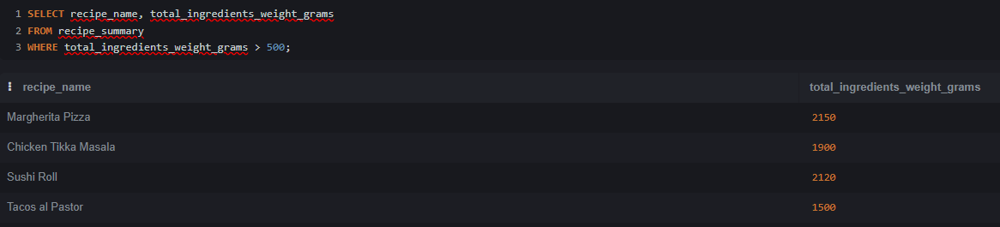 1 SELECT recipe_name, total_ingredients_weight_grams
2 FROM recipe_summary
3 WHERE total_ingredients_weight_grams > 500;
recipe_name total_ingredients_weight_grams
Margherita Pizza 2150
Chicken Tikka Masala 1900
Sushi Roll 2120
Tacos al Pastor 1500